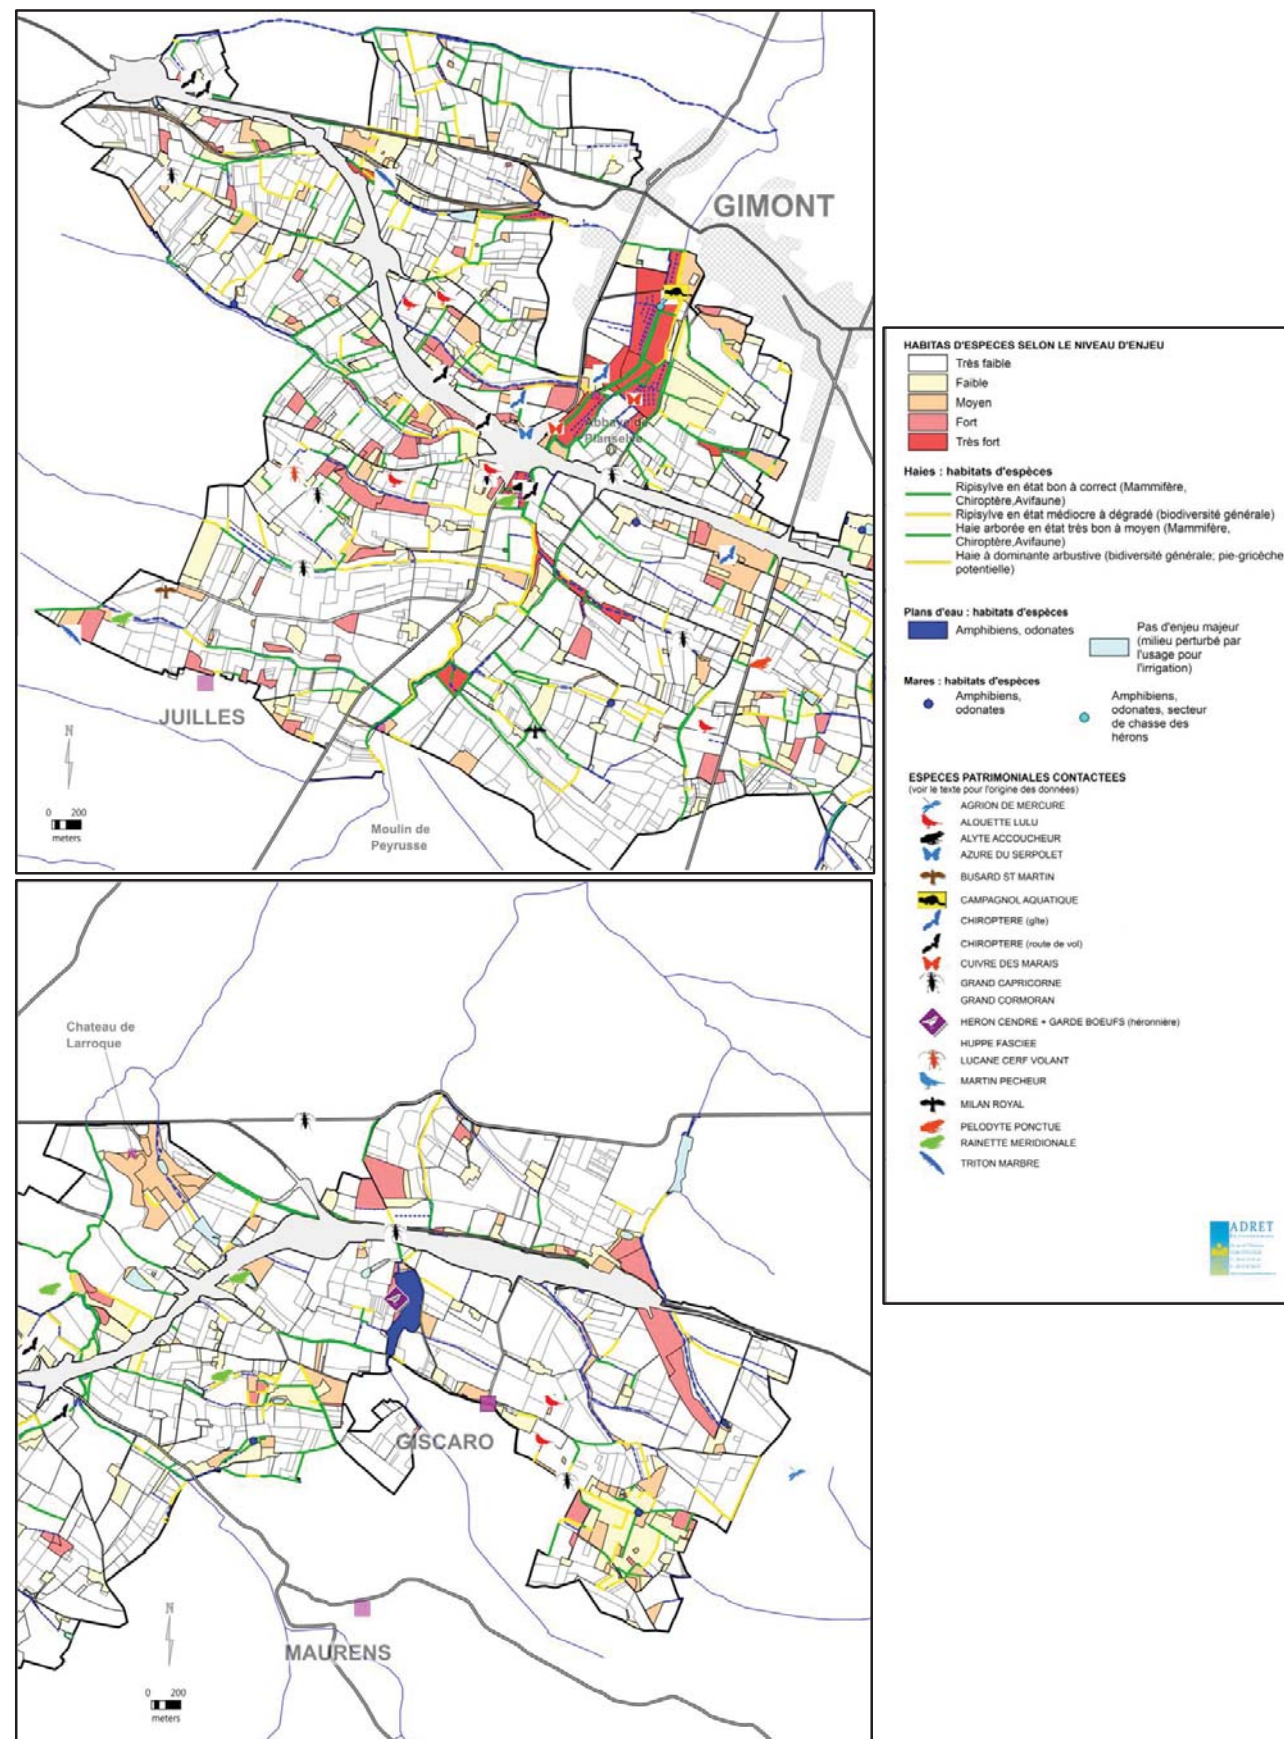 GIMONT
Abbaye de
Planselve
JUILLES
N
0 200
meters
Moulin de
Peyrusse
Chateau de
Larroque
GISCARO
MAURENS
N
0 200
meters
HABITAS D'ESPECES SELON LE NIVEAU D'ENJEU
Très faible
Faible
Moyen
Fort
Très fort
Haies : habitats d'espèces
Ripisylve en état bon à correct (Mammifère,
Chiroptère,Avifaune)
Ripisylve en état médiocre à dégradé (biodiversité générale)
Haie arborée en état très bon à moyen (Mammifère,
Chiroptère,Avifaune)
Haie à dominante arbustive (bidiversité générale; pie-grièche
potentielle)
Plans d'eau : habitats d'espèces
Amphibiens, odonates
Pas d'enjeu majeur
(milieu perturbé par
l'usage pour
l'irrigation)
Mares : habitats d'espèces
Amphibiens,
odonates
Amphibiens,
odonates, secteur
de chasse des
hérons
ESPECES PATRIMONIALES CONTACTEES
(voir le texte pour l'origine des données)
AGRION DE MERCURE
ALOUETTE LULU
ALYTE ACCOUCHEUR
AZURE DU SERPOLET
BUSARD ST MARTIN
CAMPAGNOL AQUATIQUE
CHIROPTERE (gîte)
CHIROPTERE (route de vol)
CUIVRE DES MARAIS
GRAND CAPRICORNE
GRAND CORMORAN
HERON CENDRE + GARDE BOEUFS (héronnière)
HUPPE FASCIEE
LUCANE CERF VOLANT
MARTIN PECHEUR
MILAN ROYAL
PELODYTE PONCTUE
RAINETTE MERIDIONALE
TRITON MARBRE
ADRET